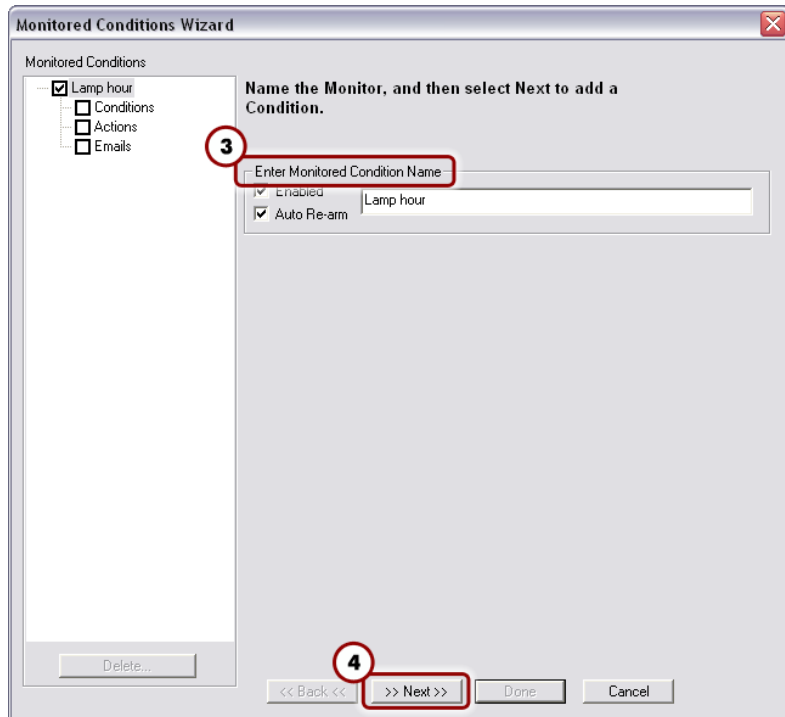 Monitored Conditions Wizard
Monitored Conditions
Lamp hour
Conditions
Actions
Emails
Name the Monitor, and then select Next to add a
Condition.
3
Enter Monitored Condition Name
Enabled
Lamp hour
Auto Re-arm
Delete...
4
<< Back <<
>> Next >>
Done
Cancel